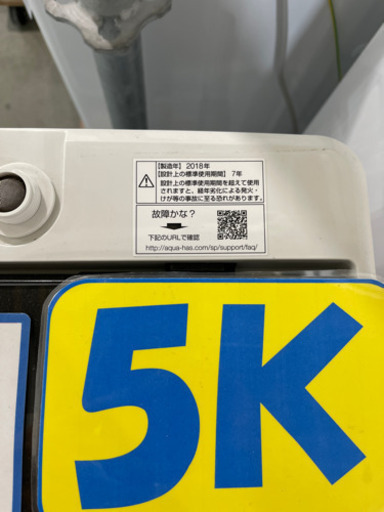 【製造年】2018年
【設計上の標準使用期間】7年
設計上の標準使用期間を超えて使用
されますと、経年劣化による発火・
けが等の事故に至る恐れがあります。
故障かな?
下記のURLで確認
http://aqua-has.com/sp/support/faq/
5K